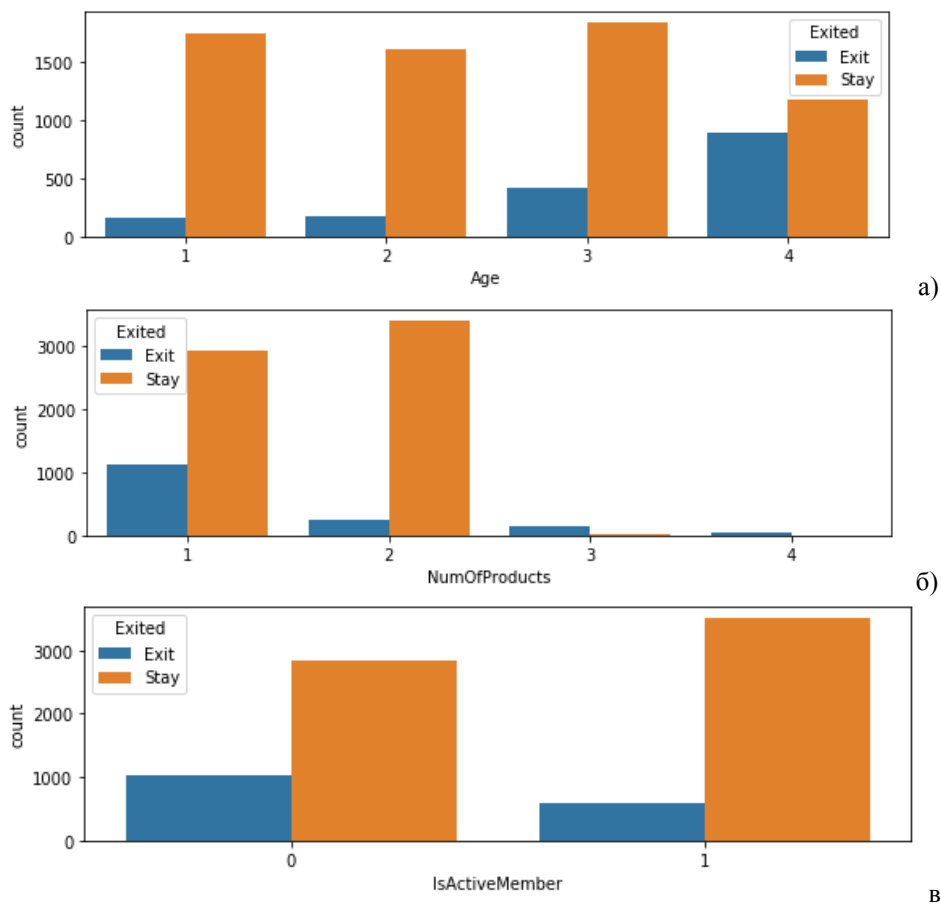 Exited
Exit
Stay
1500
1000
500
0
count
1 2 3 4
Age
а)
Exited
Exit
Stay
3000
2000
1000
0
count
1 2 3 4
NumOfProducts
б)
Exited
Exit
Stay
3000
2000
1000
0
count
0 1
IsActiveMember
в